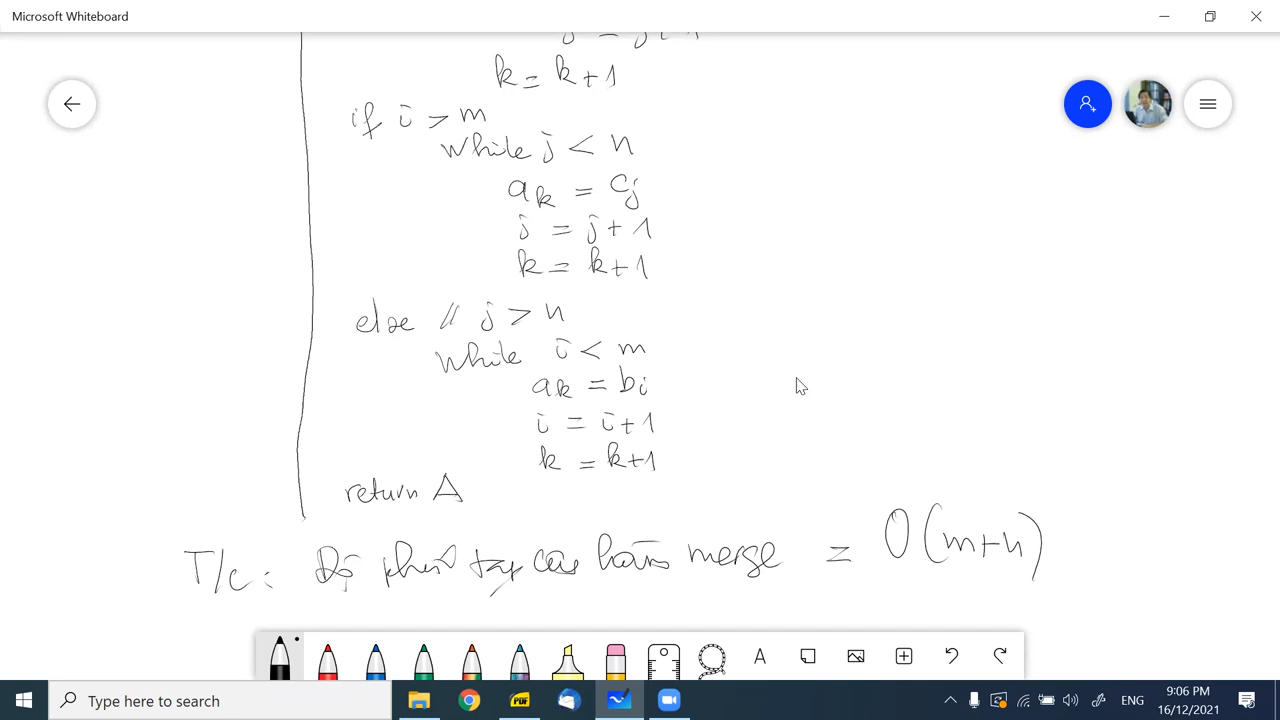 Microsoft Whiteboard
k = k+1
if i > m
while j < n
ak = cj
j = j+1
k = k+1
else // j > n
while i < m
ak = bi
i = i+1
k = k+1
return A
T/c: Độ phức tạp của hàm merge = O(m+n)
A
Type here to search
PDF
ENG
9:06 PM
16/12/2021